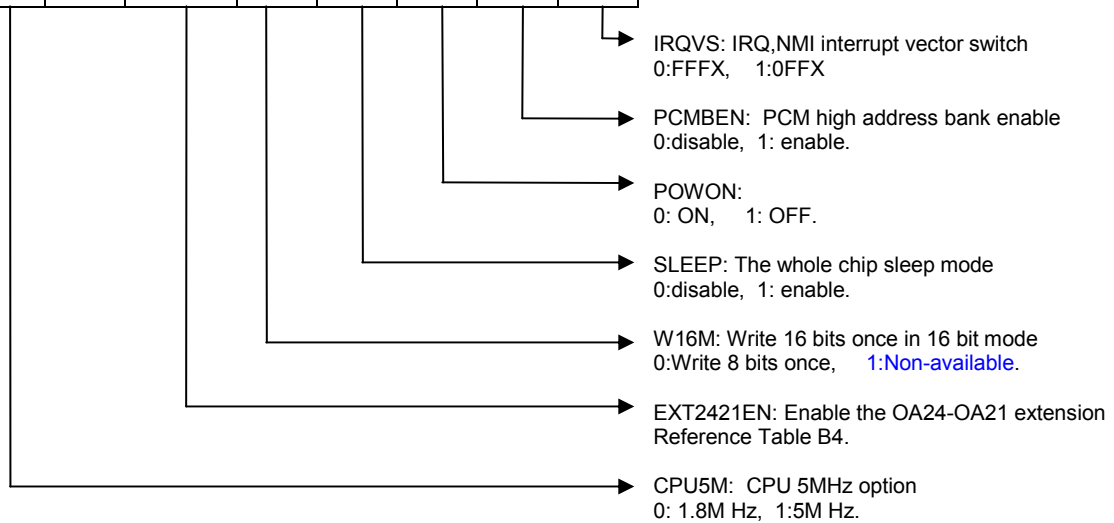 IRQVS: IRQ,NMI interrupt vector switch
0:FFFX, 1:0FFX
PCMBEN: PCM high address bank enable
0:disable, 1: enable.
POWON:
0: ON, 1: OFF.
SLEEP: The whole chip sleep mode
0:disable, 1: enable.
W16M: Write 16 bits once in 16 bit mode
0:Write 8 bits once, 1:Non-available.
EXT2421EN: Enable the OA24-OA21 extension
Reference Table B4.
CPU5M: CPU 5MHz option
0: 1.8M Hz, 1:5M Hz.